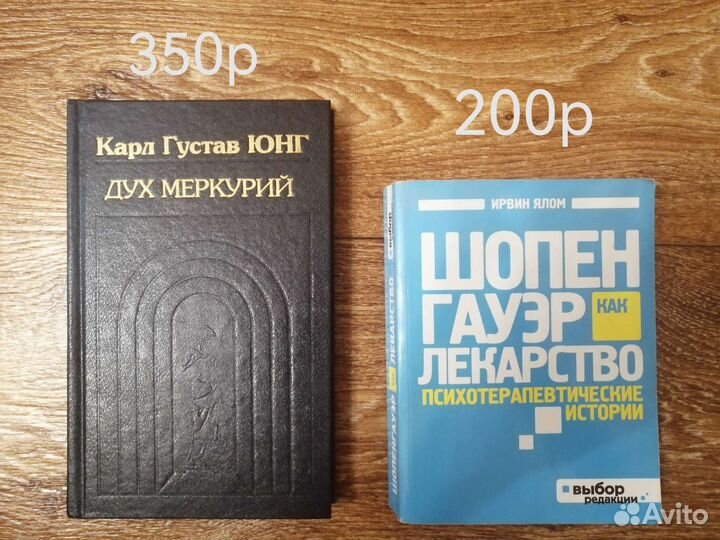 350р
200р
Карл Густав ЮНГ
ДУХ МЕРКУРИЙ
ИРВИН ЯЛОМ
ШОПЕН
ГАУЭР
КАК
ЛЕКАРСТВО
ПСИХОТЕРАПЕВТИЧЕСКИЕ
ИСТОРИИ
выбор
редакции
ШОПЕНГАУЭР КАК ЛЕКАРСТВО
Avito